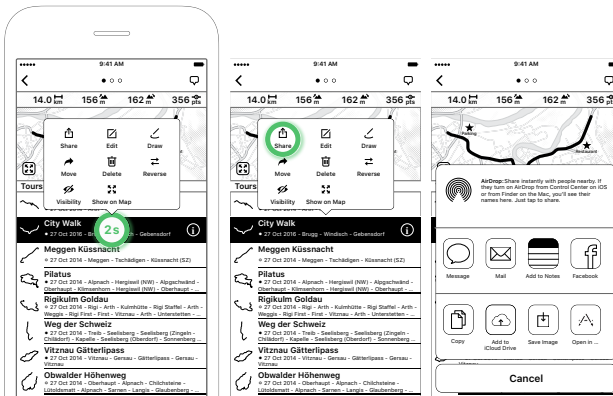 9:41 AM
14.0 km 156 m 162 m 356 pts
Share Edit Draw
Move Delete Reverse
Visibility Show on Map
Tours
City Walk
27 Oct 2016 - Brugg - Windisch - Gebensdorf
2s
Meggen Küssnacht
27 Oct 2014 - Meggen - Tschädigen - Küssnacht (SZ)
Pilatus
27 Oct 2014 - Alpnach - Hergiswil (NW) - Alpgschwänd -
Oberhaupt - Klimsenhorn - Hergiswil (NW) - Oberhaupt - ...
Rigikulm Goldau
27 Oct 2014 - Rigi - Arth - Kulmhütte - Rigi Staffel - Arth -
Weggis - Rigi First - First - Vitznau - Arth - Unterstetten - ...
Weg der Schweiz
27 Oct 2014 - Treib - Seelisberg - Seelisberg (Zingeln -
Chilädorf) - Kapelle - Seelisberg (Oberdorf) - Sonnenberg ...
Vitznau Gätterlipass
27 Oct 2014 - Vitznau - Gersau - Gätterlipass - Gersau -
Vitznau
Obwalder Höhenweg
27 Oct 2014 - Oberhaupt - Alpnach - Chilchsteine -
Lütoldsmatt - Alpnach - Sarnen - Langis - Glaubenberg - ...
9:41 AM
14.0 km 156 m 162 m 356 pts
Share Edit Draw
Move Delete Reverse
Visibility Show on Map
Tours
City Walk
27 Oct 2016 - Brugg - Windisch - Gebensdorf
Meggen Küssnacht
27 Oct 2014 - Meggen - Tschädigen - Küssnacht (SZ)
Pilatus
27 Oct 2014 - Alpnach - Hergiswil (NW) - Alpgschwänd -
Oberhaupt - Klimsenhorn - Hergiswil (NW) - Oberhaupt - ...
Rigikulm Goldau
27 Oct 2014 - Rigi - Arth - Kulmhütte - Rigi Staffel - Arth -
Weggis - Rigi First - First - Vitznau - Arth - Unterstetten - ...
Weg der Schweiz
27 Oct 2014 - Treib - Seelisberg - Seelisberg (Zingeln -
Chilädorf) - Kapelle - Seelisberg (Oberdorf) - Sonnenberg ...
Vitznau Gätterlipass
27 Oct 2014 - Vitznau - Gersau - Gätterlipass - Gersau -
Vitznau
Obwalder Höhenweg
27 Oct 2014 - Oberhaupt - Alpnach - Chilchsteine -
Lütoldsmatt - Alpnach - Sarnen - Langis - Glaubenberg - ...
9:41 AM
14.0 km 156 m 162 m 356 pts
Parking
Restaurant
AirDrop: Share instantly with people nearby. If
they turn on AirDrop from Control Center on iOS
or from Finder on the Mac, you'll see their
names here. Just tap to share.
Message Mail Add to Notes Facebook
Copy Add to iCloud Drive Save Image Open in ...
Cancel